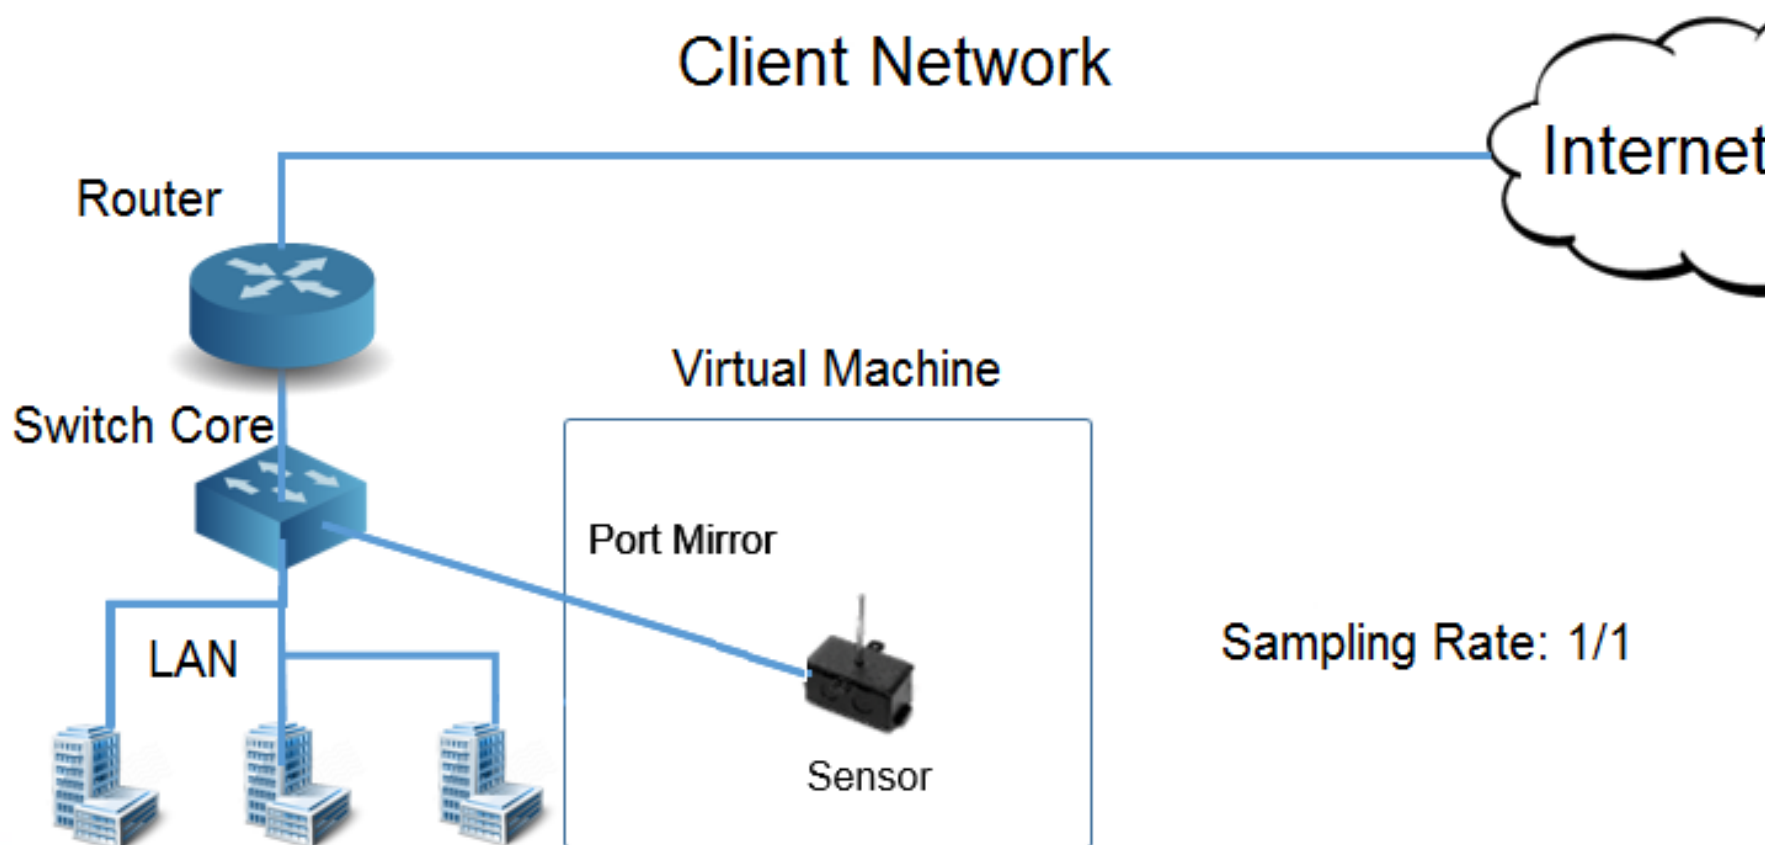 Client Network
Internet
Router
Virtual Machine
Switch Core
Port Mirror
LAN
Sampling Rate: 1/1
Sensor